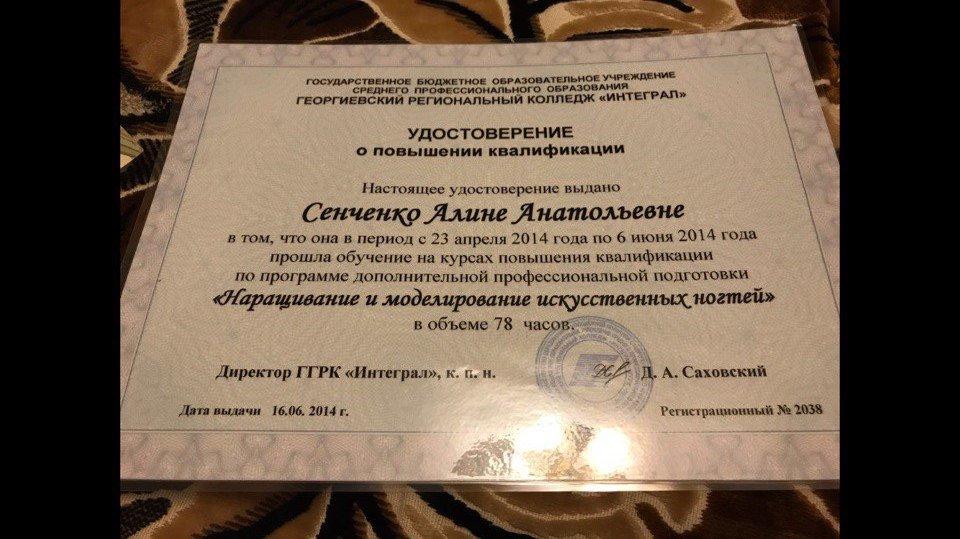 ГОСУДАРСТВЕННОЕ БЮДЖЕТНОЕ ОБРАЗОВАТЕЛЬНОЕ УЧРЕЖДЕНИЕ
СРЕДНЕГО ПРОФЕССИОНАЛЬНОГО ОБРАЗОВАНИЯ
ГЕОРГИЕВСКИЙ РЕГИОНАЛЬНЫЙ КОЛЛЕДЖ «ИНТЕГРАЛ»
УДОСТОВЕРЕНИЕ
о повышении квалификации
Настоящее удостоверение выдано
Сенченко Алине Анатольевне
в том, что она в период с 23 апреля 2014 года по 6 июня 2014 года
прошла обучение на курсах повышения квалификации
по программе дополнительной профессиональной подготовки
«Наращивание и моделирование искусственных ногтей»
в объеме 78 часов.
Директор ГГРК «Интеграл», к. п. н. Д. А. Саховский
Дата выдачи 16.06. 2014 г. Регистрационный № 2038